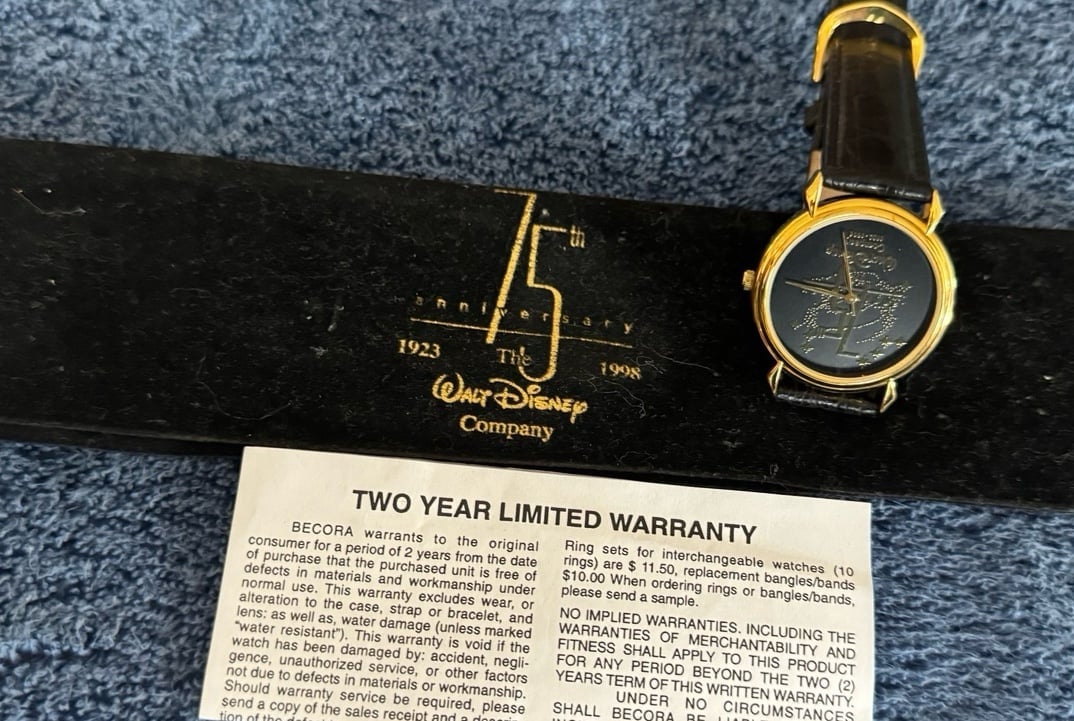 75th
anniversary
1923 The 1998
WALT DISNEY
Company
TWO YEAR LIMITED WARRANTY
BECORA warrants to the original
consumer for a period of 2 years from the date
of purchase that the purchased unit is free of
defects in materials and workmanship under
normal use. This warranty excludes wear, or
alteration to the case, strap or bracelet, and
lens: as well as, water damage (unless marked
"water resistant"). This warranty is void if the
watch has been damaged by: accident, negli-
gence, unauthorized service, or other factors
not due to defects in materials or workmanship.
Should warranty service be required, please
send a copy of the sales receipt and a
tion of the
Ring sets for interchangeable watches (10
rings) are $ 11.50, replacement bangles/bands
$10.00 When ordering rings or bangles/bands,
please send a sample.
NO IMPLIED WARRANTIES. INCLUDING THE
WARRANTIES OF MERCHANTABILITY AND
FITNESS SHALL APPLY TO THIS PRODUCT
FOR ANY PERIOD BEYOND THE TWO (2)
YEARS TERM OF THIS WRITTEN WARRANTY.
UNDER NO CIRCUMSTANCES
SHALL BECORA BE